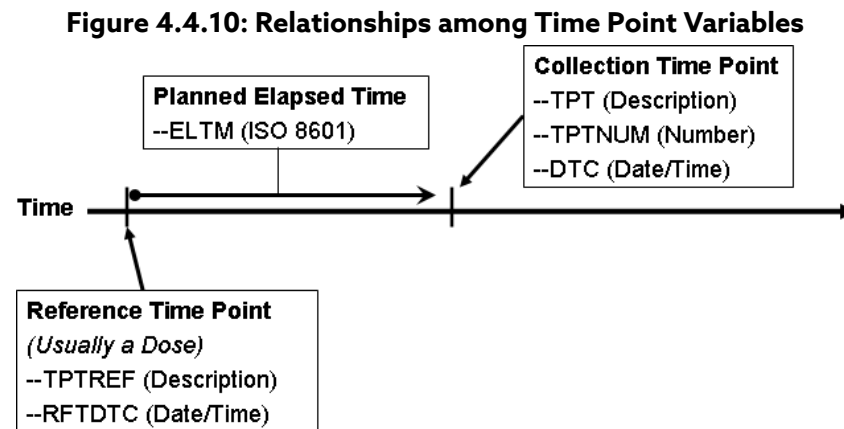 Figure 4.4.10: Relationships among Time Point Variables
Planned Elapsed Time
--ELTM (ISO 8601)
Collection Time Point
--TPT (Description)
--TPTNUM (Number)
--DTC (Date/Time)
Time
Reference Time Point
(Usually a Dose)
--TPTREF (Description)
--RFTDTC (Date/Time)